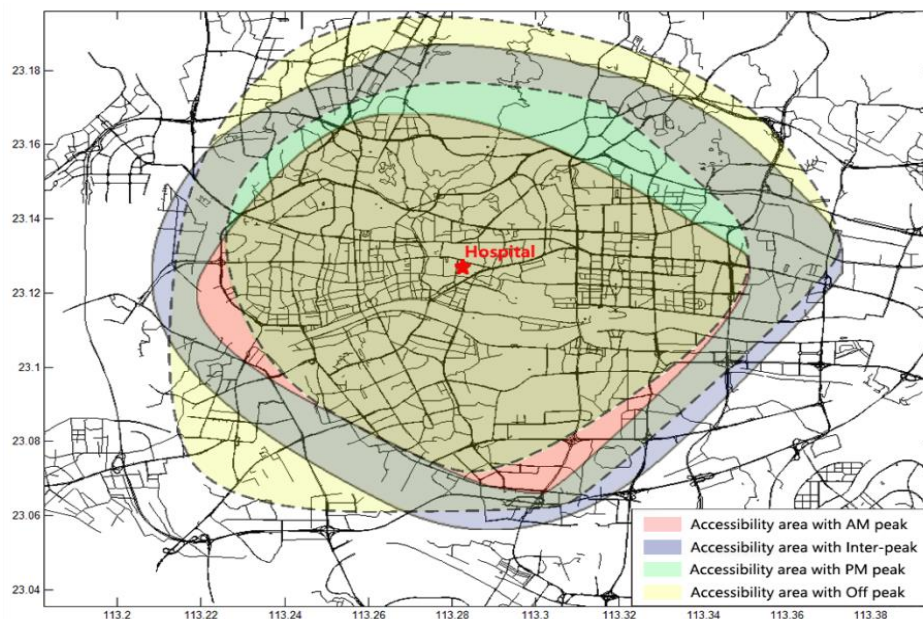 23.18
23.16
23.14
Hospital
23.12
23.1
23.08
23.06
23.04
Accessibility area with AM peak
Accessibility area with Inter-peak
Accessibility area with PM peak
Accessibility area with Off peak
113.2 113.22 113.24 113.26 113.28 113.3 113.32 113.34 113.36 113.38